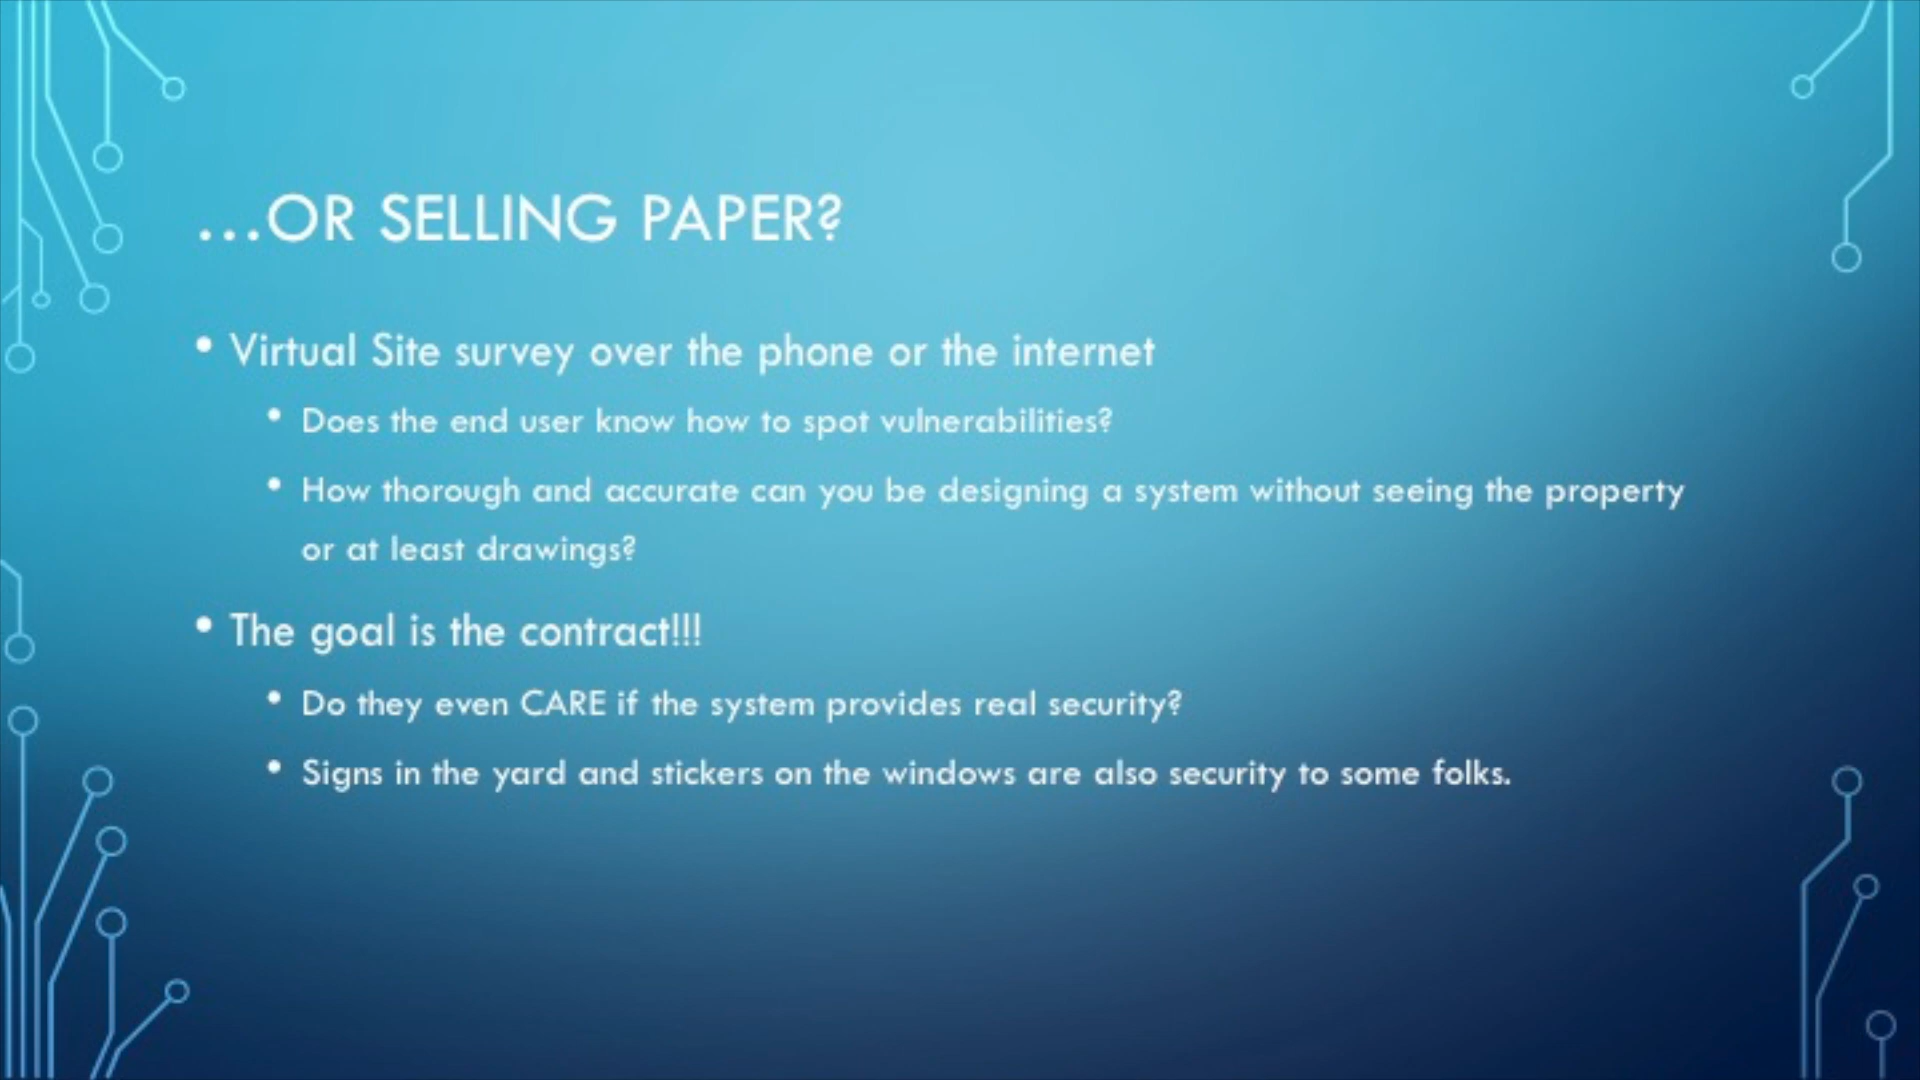 ...OR SELLING PAPER?
• Virtual Site survey over the phone or the internet
• Does the end user know how to spot vulnerabilities?
• How thorough and accurate can you be designing a system without seeing the property
or at least drawings?
• The goal is the contract!!!
• Do they even CARE if the system provides real security?
• Signs in the yard and stickers on the windows are also security to some folks.